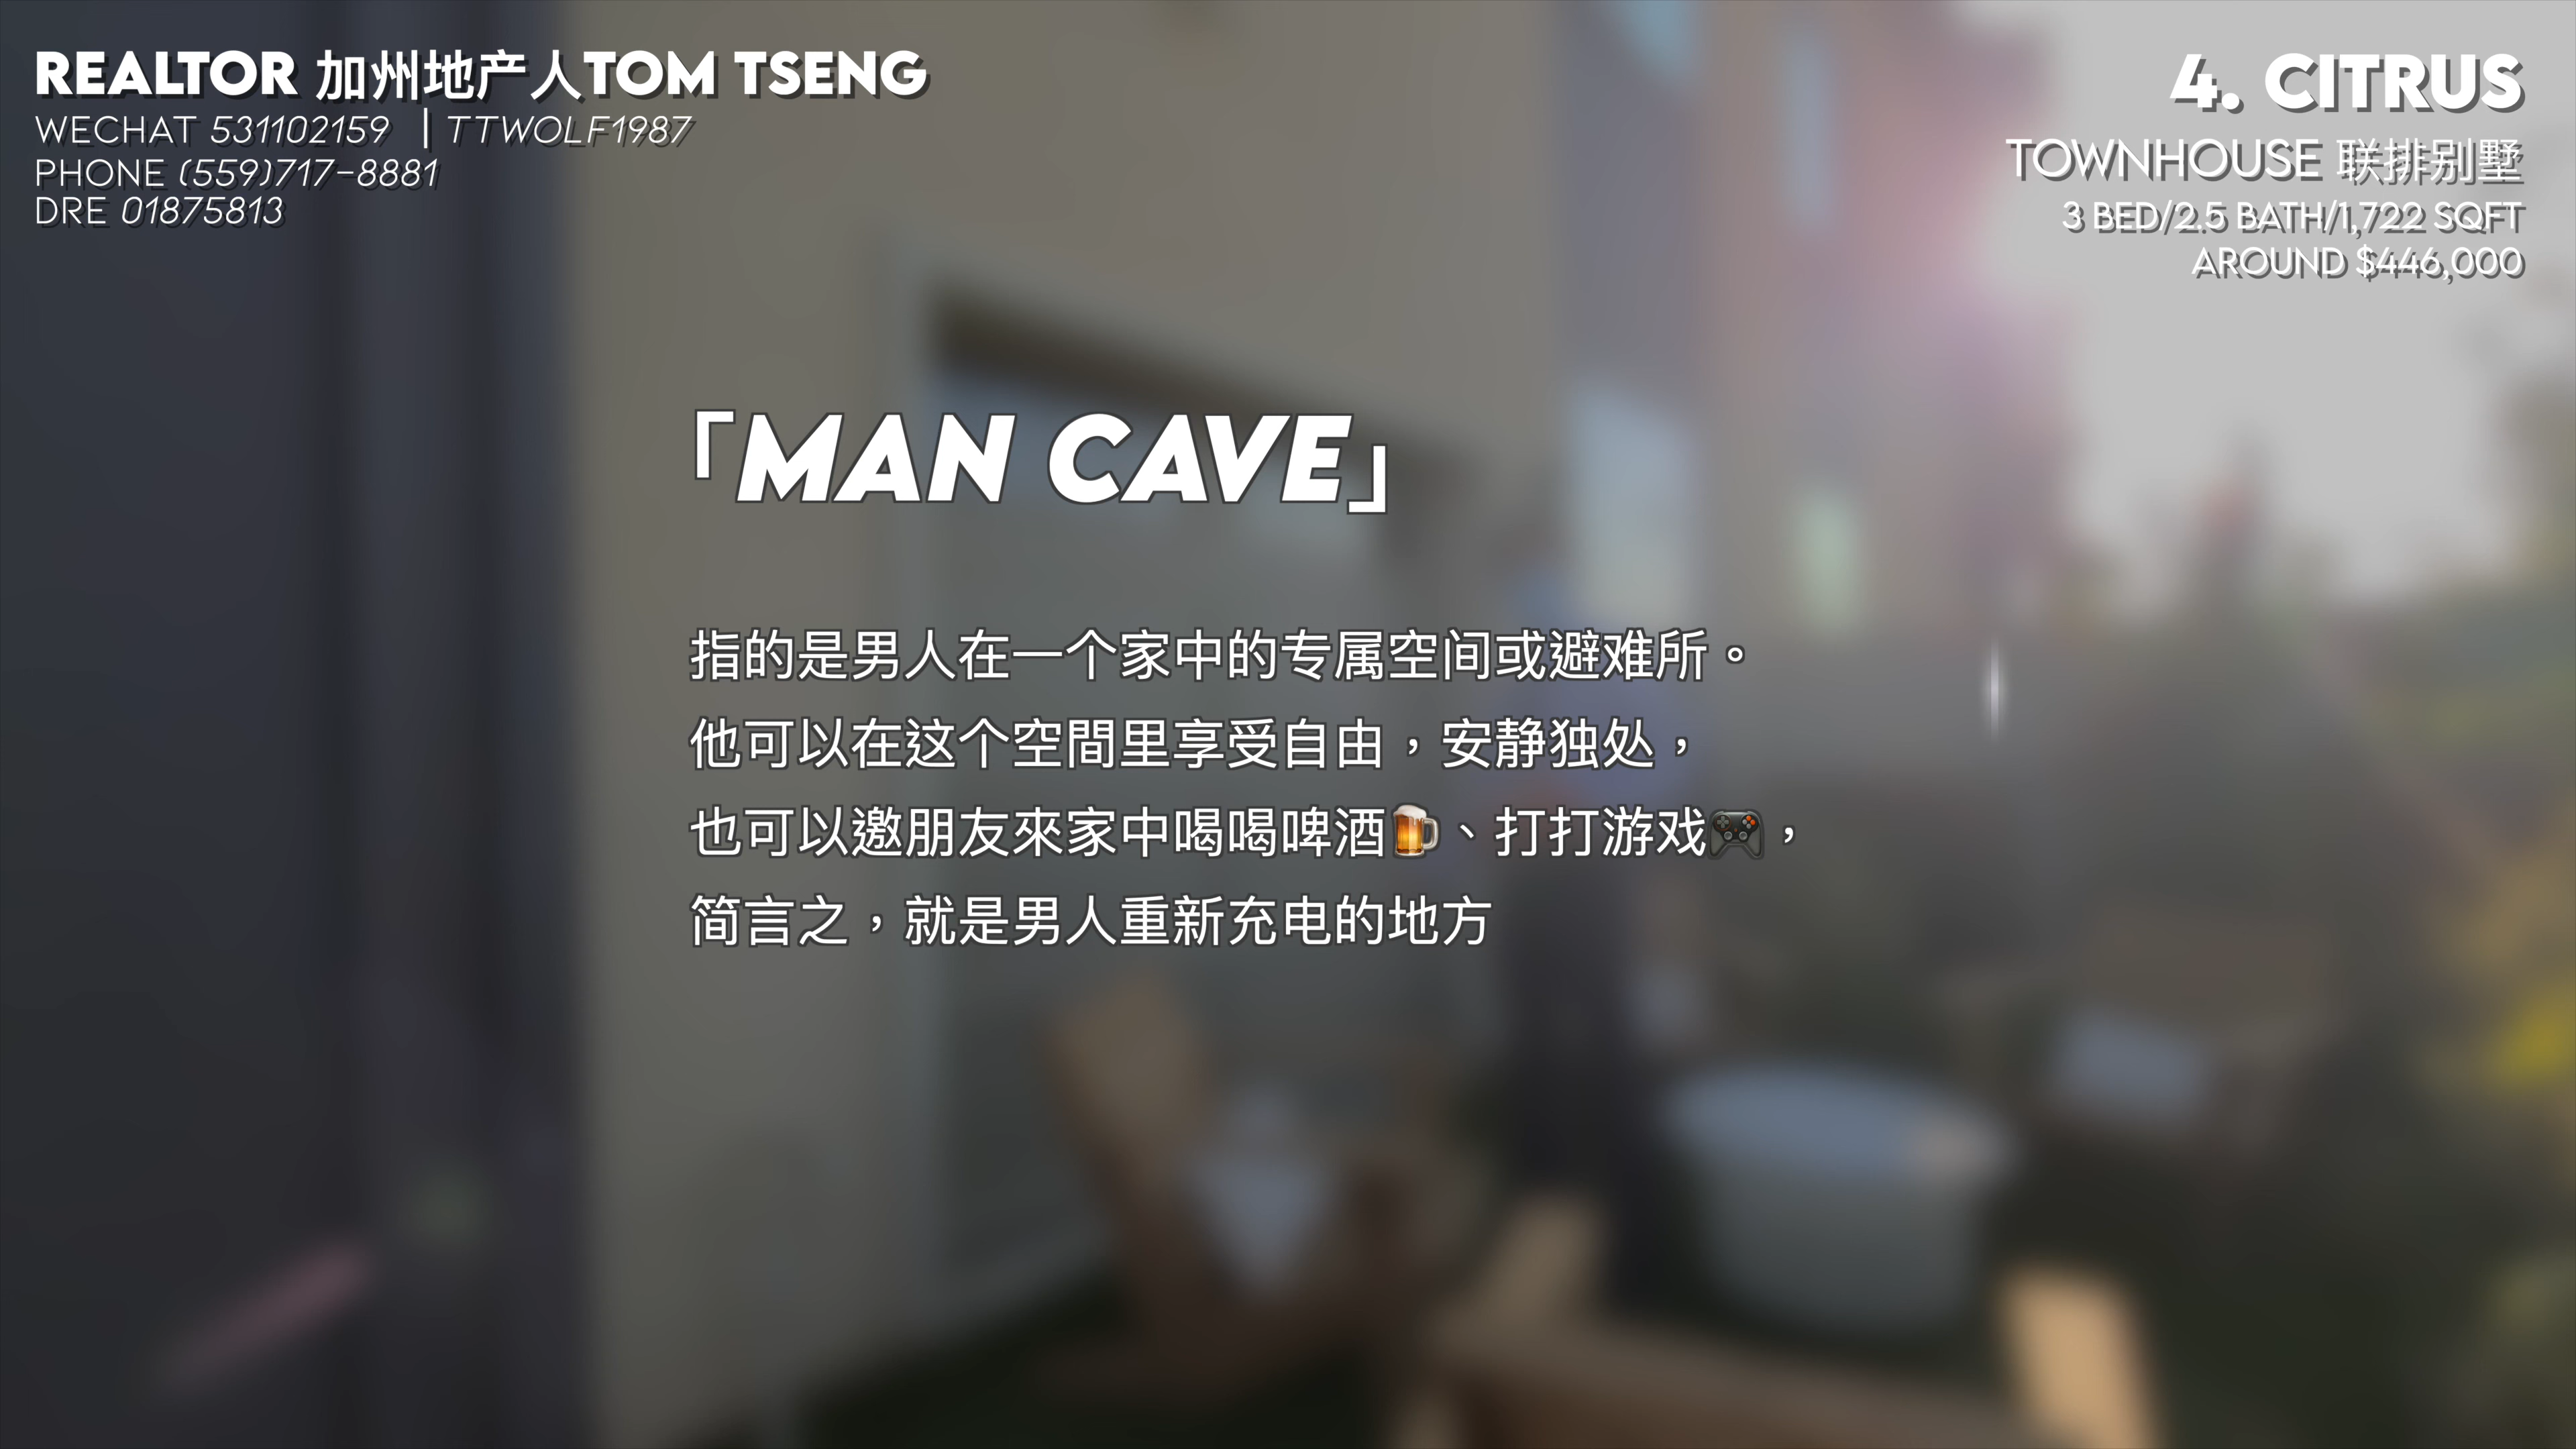 REALTOR 加州地产人TOM TSENG
WECHAT 531102159 | TTWOLF1987
PHONE (559)717-8881
DRE 01875813
4. CITRUS
TOWNHOUSE 联排别墅
3 BED/2.5 BATH/1,722 SQFT
AROUND $446,000
「MAN CAVE」
指的是男人在一个家中的专属空间或避难所。
他可以在这个空間里享受自由，安静独处，
也可以邀朋友來家中喝喝啤酒🍺、打打游戏🎮，
简言之，就是男人重新充电的地方